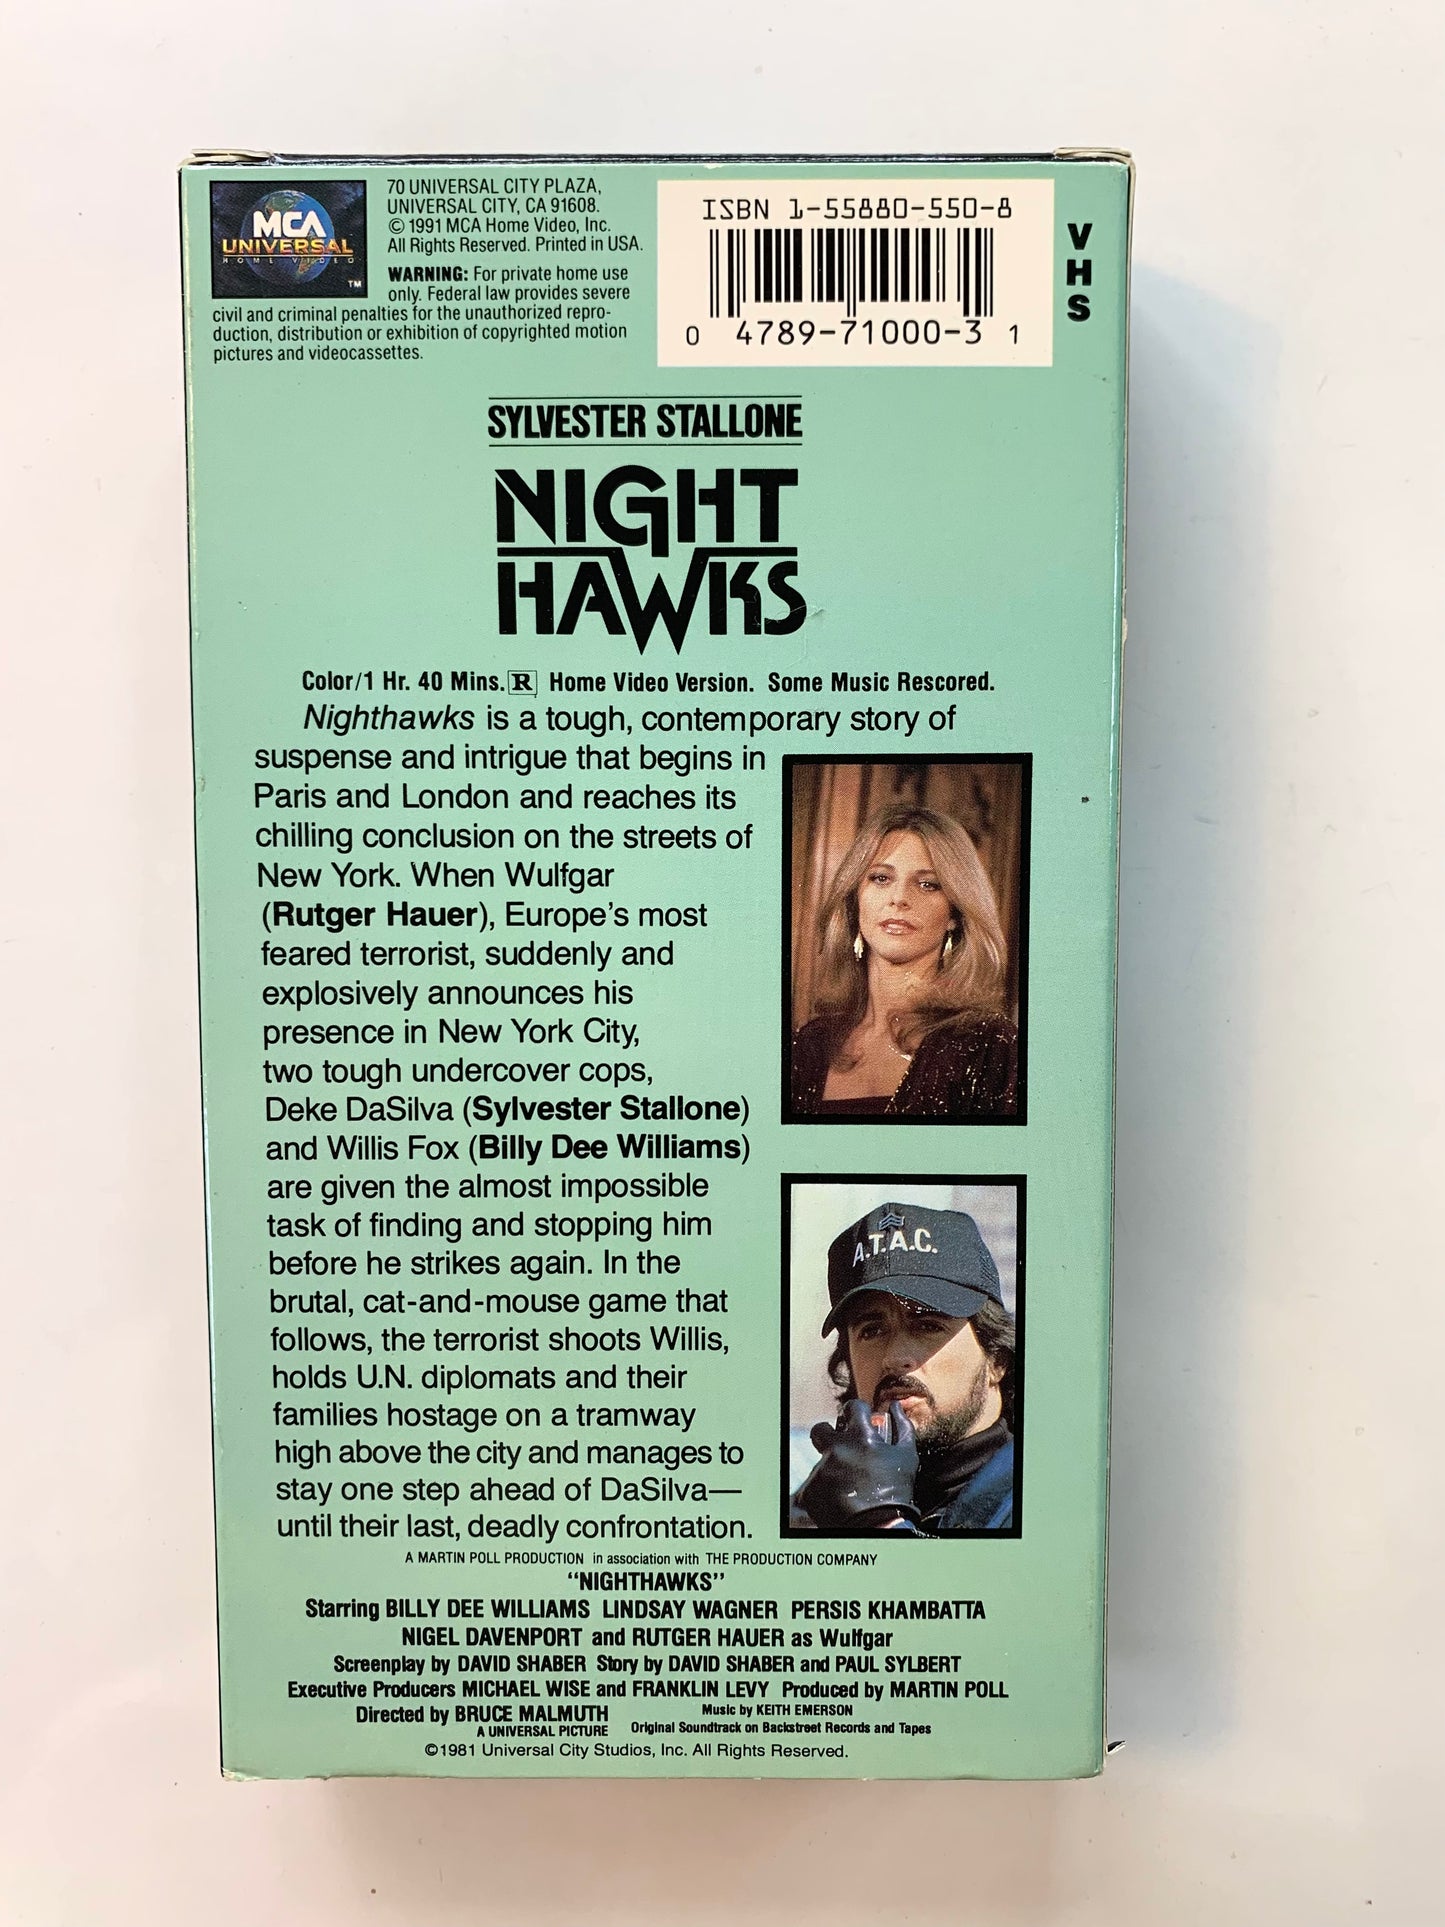 MCA
UNIVERSAL
HOME VIDEO
TM
70 UNIVERSAL CITY PLAZA,
UNIVERSAL CITY, CA 91608.
© 1991 MCA Home Video, Inc.
All Rights Reserved. Printed in USA.
WARNING: For private home use
only. Federal law provides severe
civil and criminal penalties for the unauthorized repro-
duction, distribution or exhibition of copyrighted motion
pictures and videocassettes.
ISBN 1-55880-550-8
0 4789-71000-3 1
VHS
SYLVESTER STALLONE
NIGHT
HAWKS
Color/1 Hr. 40 Mins. R Home Video Version. Some Music Rescored.
Nighthawks is a tough, contemporary story of
suspense and intrigue that begins in
Paris and London and reaches its
chilling conclusion on the streets of
New York. When Wulfgar
(Rutger Hauer), Europe's most
feared terrorist, suddenly and
explosively announces his
presence in New York City,
two tough undercover cops,
Deke DaSilva (Sylvester Stallone)
and Willis Fox (Billy Dee Williams)
are given the almost impossible
task of finding and stopping him
before he strikes again. In the
brutal, cat-and-mouse game that
follows, the terrorist shoots Willis,
holds U.N. diplomats and their
families hostage on a tramway
high above the city and manages to
stay one step ahead of DaSilva—
until their last, deadly confrontation.
A.T.A.C.
A MARTIN POLL PRODUCTION in association with THE PRODUCTION COMPANY
"NIGHTHAWKS"
Starring BILLY DEE WILLIAMS LINDSAY WAGNER PERSIS KHAMBATTA
NIGEL DAVENPORT and RUTGER HAUER as Wulfgar
Screenplay by DAVID SHABER Story by DAVID SHABER and PAUL SYLBERT
Executive Producers MICHAEL WISE and FRANKLIN LEVY Produced by MARTIN POLL
Directed by BRUCE MALMUTH Music by KEITH EMERSON
A UNIVERSAL PICTURE Original Soundtrack on Backstreet Records and Tapes
©1981 Universal City Studios, Inc. All Rights Reserved.